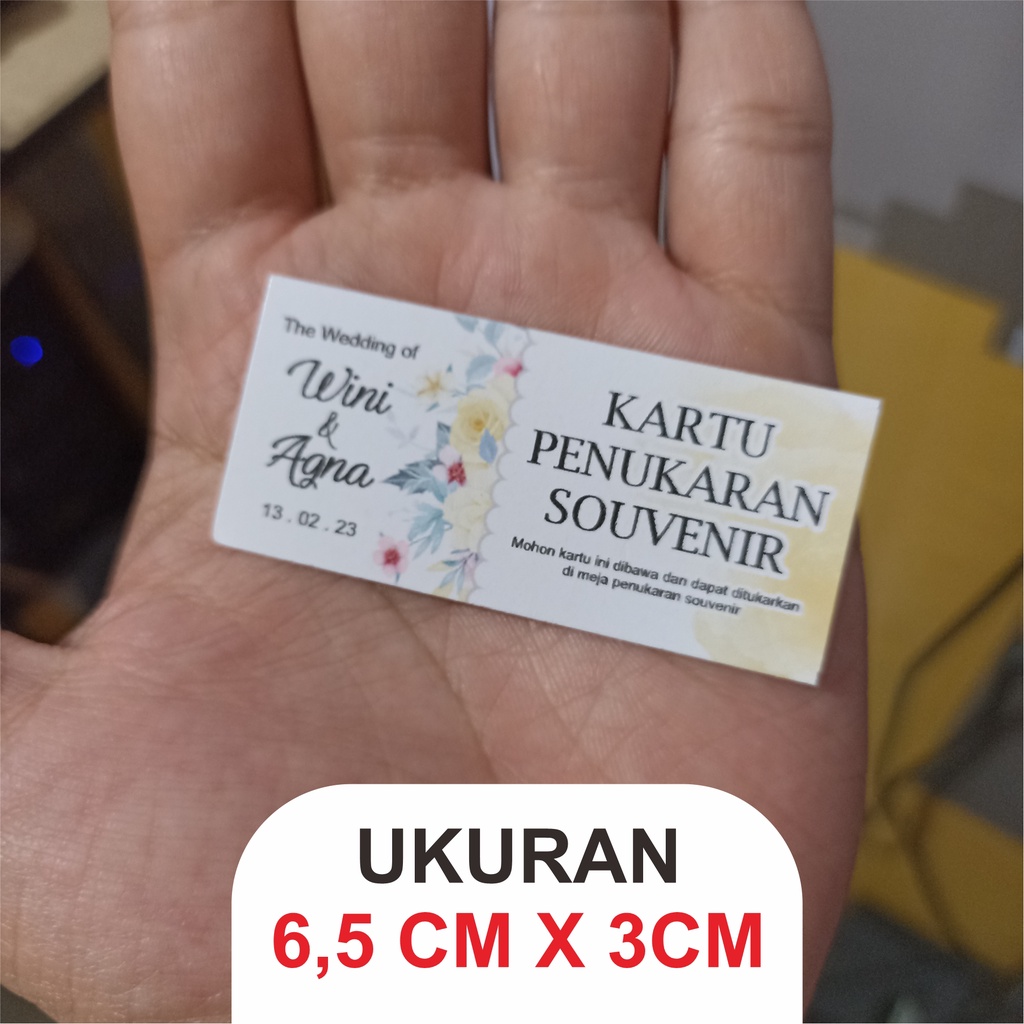 The Wedding of
Wini
&
Agna
13 . 02 . 23
KARTU
PENUKARAN
SOUVENIR
Mohon kartu ini dibawa dan dapat ditukarkan
di meja penukaran souvenir
UKURAN
6,5 CM X 3CM